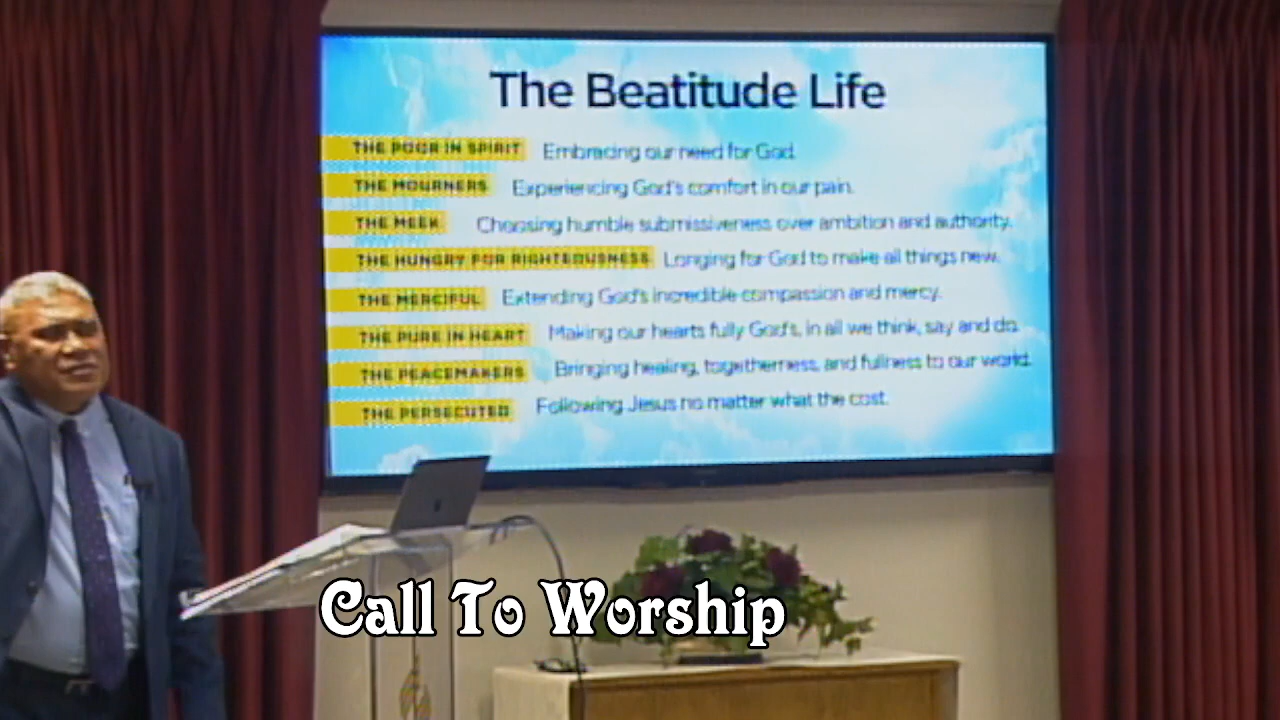 The Beatitude Life
THE POOR IN SPIRIT Embracing our need for God.
THE MOURNERS Experiencing God's comfort in our pain.
THE MEEK Choosing humble submissiveness over ambition and authority.
THE HUNGRY FOR RIGHTEOUSNESS Longing for God to make all things new.
THE MERCIFUL Extending God's incredible compassion and mercy.
THE PURE IN HEART Making our hearts fully God's, in all we think, say and do.
THE PEACEMAKERS Bringing healing, togetherness, and fullness to our world.
THE PERSECUTED Following Jesus no matter what the cost.
Call To Worship